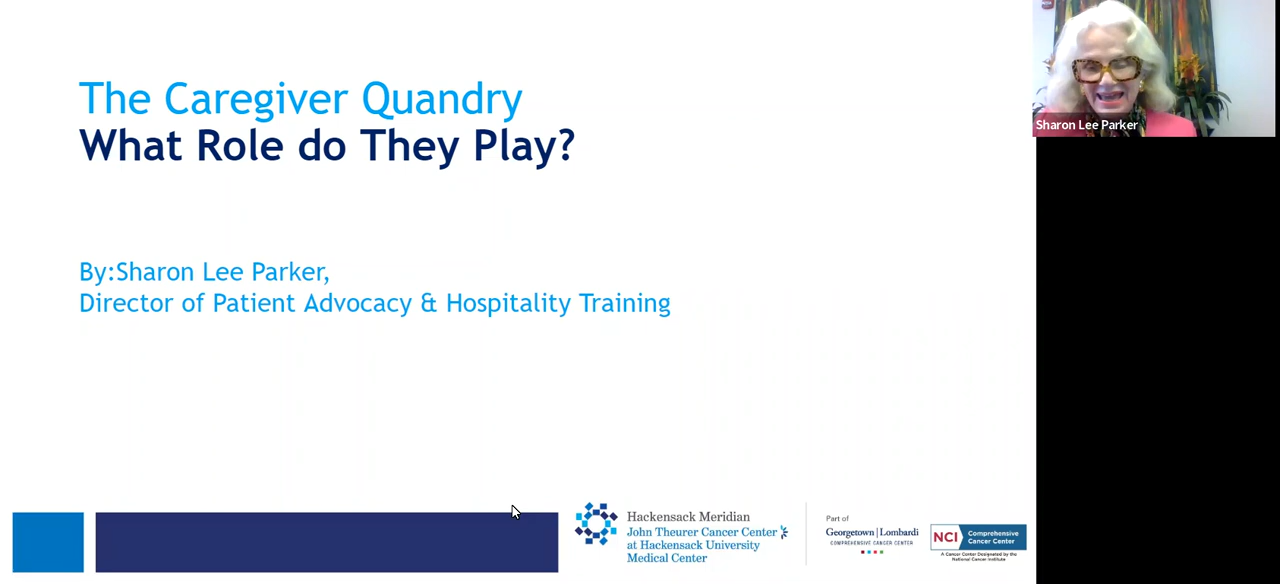 The Caregiver Quandry
What Role do They Play?
By:Sharon Lee Parker,
Director of Patient Advocacy & Hospitality Training
Sharon Lee Parker
Hackensack Meridian
John Theurer Cancer Center
at Hackensack University
Medical Center
Part of
Georgetown | Lombardi
COMPREHENSIVE CANCER CENTER
NCI
Comprehensive
Cancer Center
A Cancer Center Designated by the
National Cancer Institute